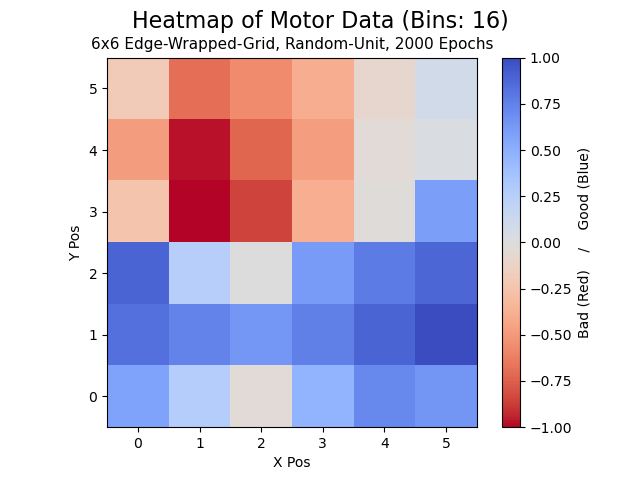 Heatmap of Motor Data (Bins: 16)
6x6 Edge-Wrapped-Grid, Random-Unit, 2000 Epochs
5
4
3
2
1
0
Y Pos
0 1 2 3 4 5
X Pos
1.00
0.75
0.50
0.25
0.00
−0.25
−0.50
−0.75
−1.00
Bad (Red) / Good (Blue)